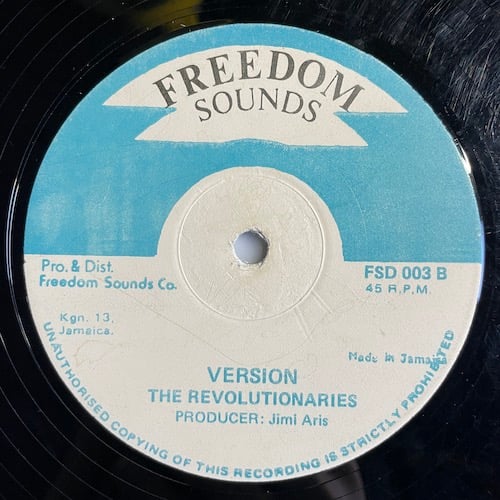 FREEDOM
SOUNDS
Pro. & Dist.
Freedom Sounds Co.
Kgn. 13,
Jamaica.
FSD 003 B
45 R.P.M.
Made in Jamaica
VERSION
THE REVOLUTIONARIES
PRODUCER: Jimi Aris
UNAUTHORISED COPYING OF THIS RECORDING IS STRICTLY PROHIBITED